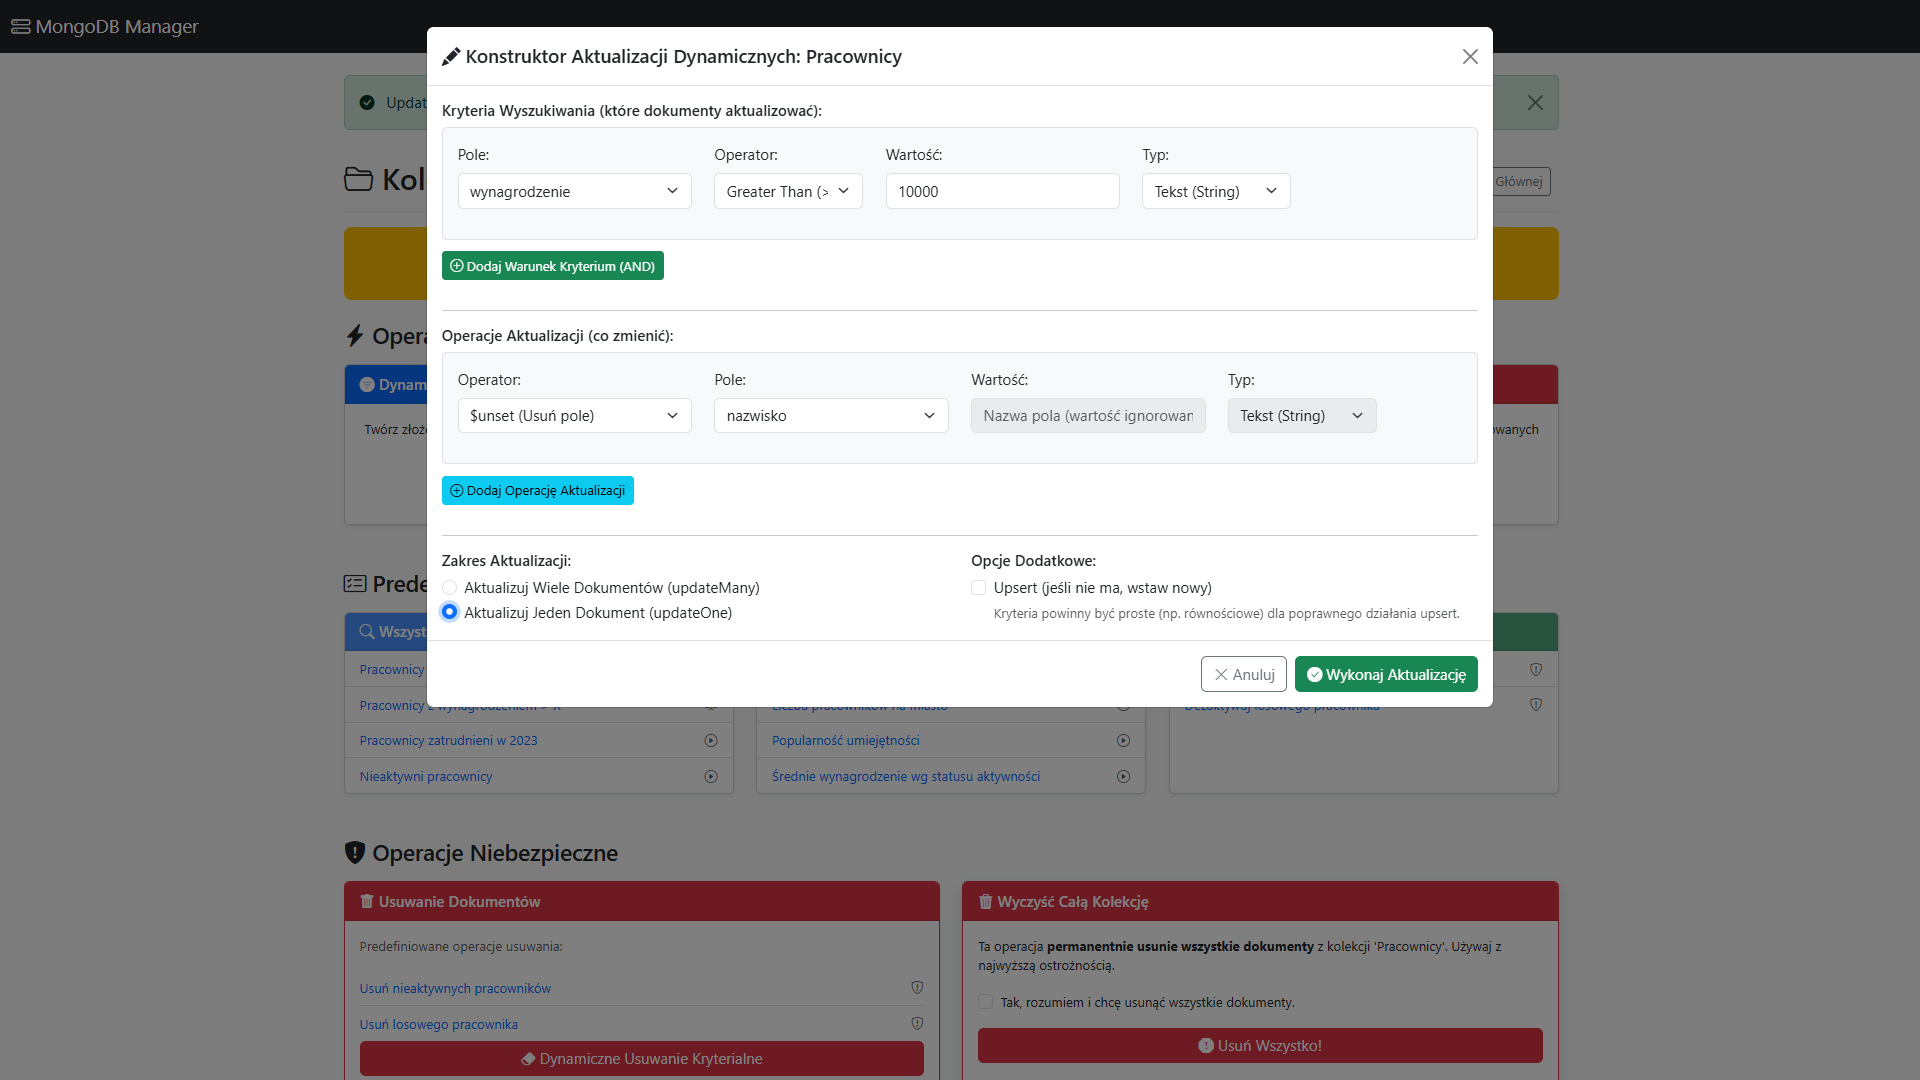 MongoDB Manager
Konstruktor Aktualizacji Dynamicznych: Pracownicy
Updat
Kryteria Wyszukiwania (które dokumenty aktualizować):
Pole: Operator: Wartość: Typ:
wynagrodzenie Greater Than (> 10000 Tekst (String)
Kol
Głównej
Dodaj Warunek Kryterium (AND)
Opera
Operacje Aktualizacji (co zmienić):
Operator: Pole: Wartość: Typ:
Dynam
$unset (Usuń pole) nazwisko Nazwa pola (wartość ignorowan Tekst (String)
Twórz złoż
owanych
Dodaj Operację Aktualizacji
Zakres Aktualizacji: Opcje Dodatkowe:
Prede
Aktualizuj Wiele Dokumentów (updateMany) Upsert (jeśli nie ma, wstaw nowy)
Aktualizuj Jeden Dokument (updateOne) Kryteria powinny być proste (np. równościowe) dla poprawnego działania upsert.
Wszyst
Pracownicy
Anuluj Wykonaj Aktualizację
Pracownicy z wynagrodzeniem > X Liczba pracowników na miasto Dezaktywuj losowego pracownika
Pracownicy zatrudnieni w 2023 Popularność umiejętności
Nieaktywni pracownicy Średnie wynagrodzenie wg statusu aktywności
Operacje Niebezpieczne
Usuwanie Dokumentów
Predefiniowane operacje usuwania:
Usuń nieaktywnych pracowników
Usuń losowego pracownika
Dynamiczne Usuwanie Kryterialne
Wyczyść Całą Kolekcję
Ta operacja permanentnie usunie wszystkie dokumenty z kolekcji 'Pracownicy'. Używaj z
najwyższą ostrożnością.
Tak, rozumiem i chcę usunąć wszystkie dokumenty.
Usuń Wszystko!